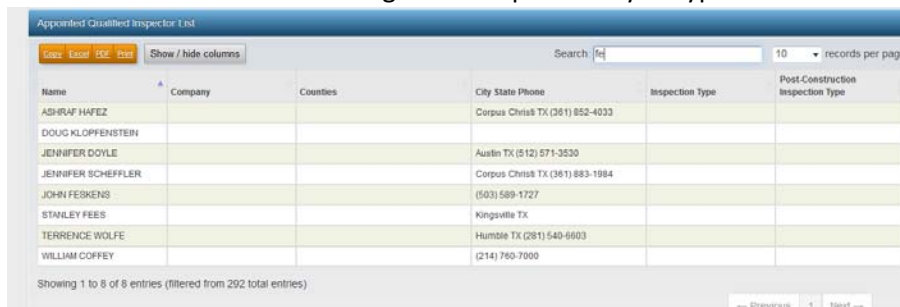 Appointed Qualified Inspector List
Copy Excel PDF Print Show / hide columns Search: fe 10 records per pag
Name Company Counties City State Phone Inspection Type Post-Construction
Inspection Type
ASHRAF HAFEZ Corpus Christi TX (361) 852-4033
DOUG KLOPFENSTEIN
JENNIFER DOYLE Austin TX (512) 571-3530
JENNIFER SCHEFFLER Corpus Christi TX (361) 883-1984
JOHN FESKENS (503) 589-1727
STANLEY FEES Kingsville TX
TERRENCE WOLFE Humble TX (281) 540-6603
WILLIAM COFFEY (214) 760-7000
Showing 1 to 8 of 8 entries (filtered from 292 total entries)
← Previous 1 Next →